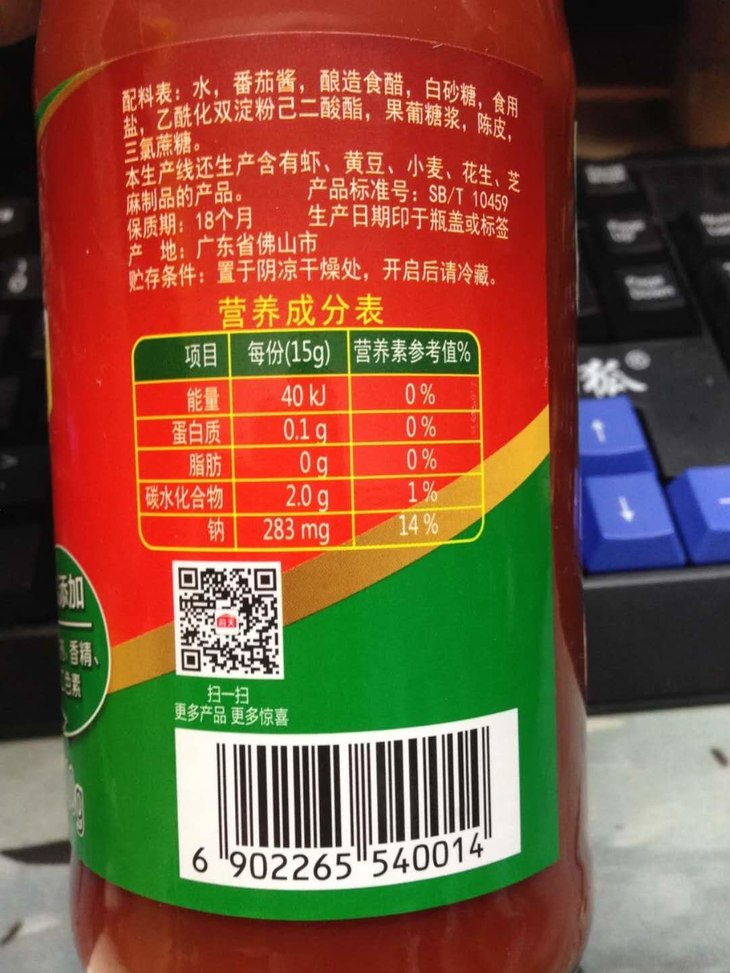 配料表：水，番茄酱，酿造食醋，白砂糖，食用
盐，乙酰化双淀粉己二酸酯，果葡糖浆，陈皮，
三氯蔗糖。
本生产线还生产含有虾、黄豆、小麦、花生、芝
麻制品的产品。 产品标准号：SB/T 10459
保质期：18个月 生产日期印于瓶盖或标签
产 地：广东省佛山市
贮存条件：置于阴凉干燥处，开启后请冷藏。
营养成分表
项目 每份(15g) 营养素参考值%
能量 40 kJ 0 %
蛋白质 0.1 g 0 %
脂肪 0 g 0 %
碳水化合物 2.0 g 1 %
钠 283 mg 14 %
添加
香精、
色素
扫一扫
更多产品 更多惊喜
6 902265 540014
g